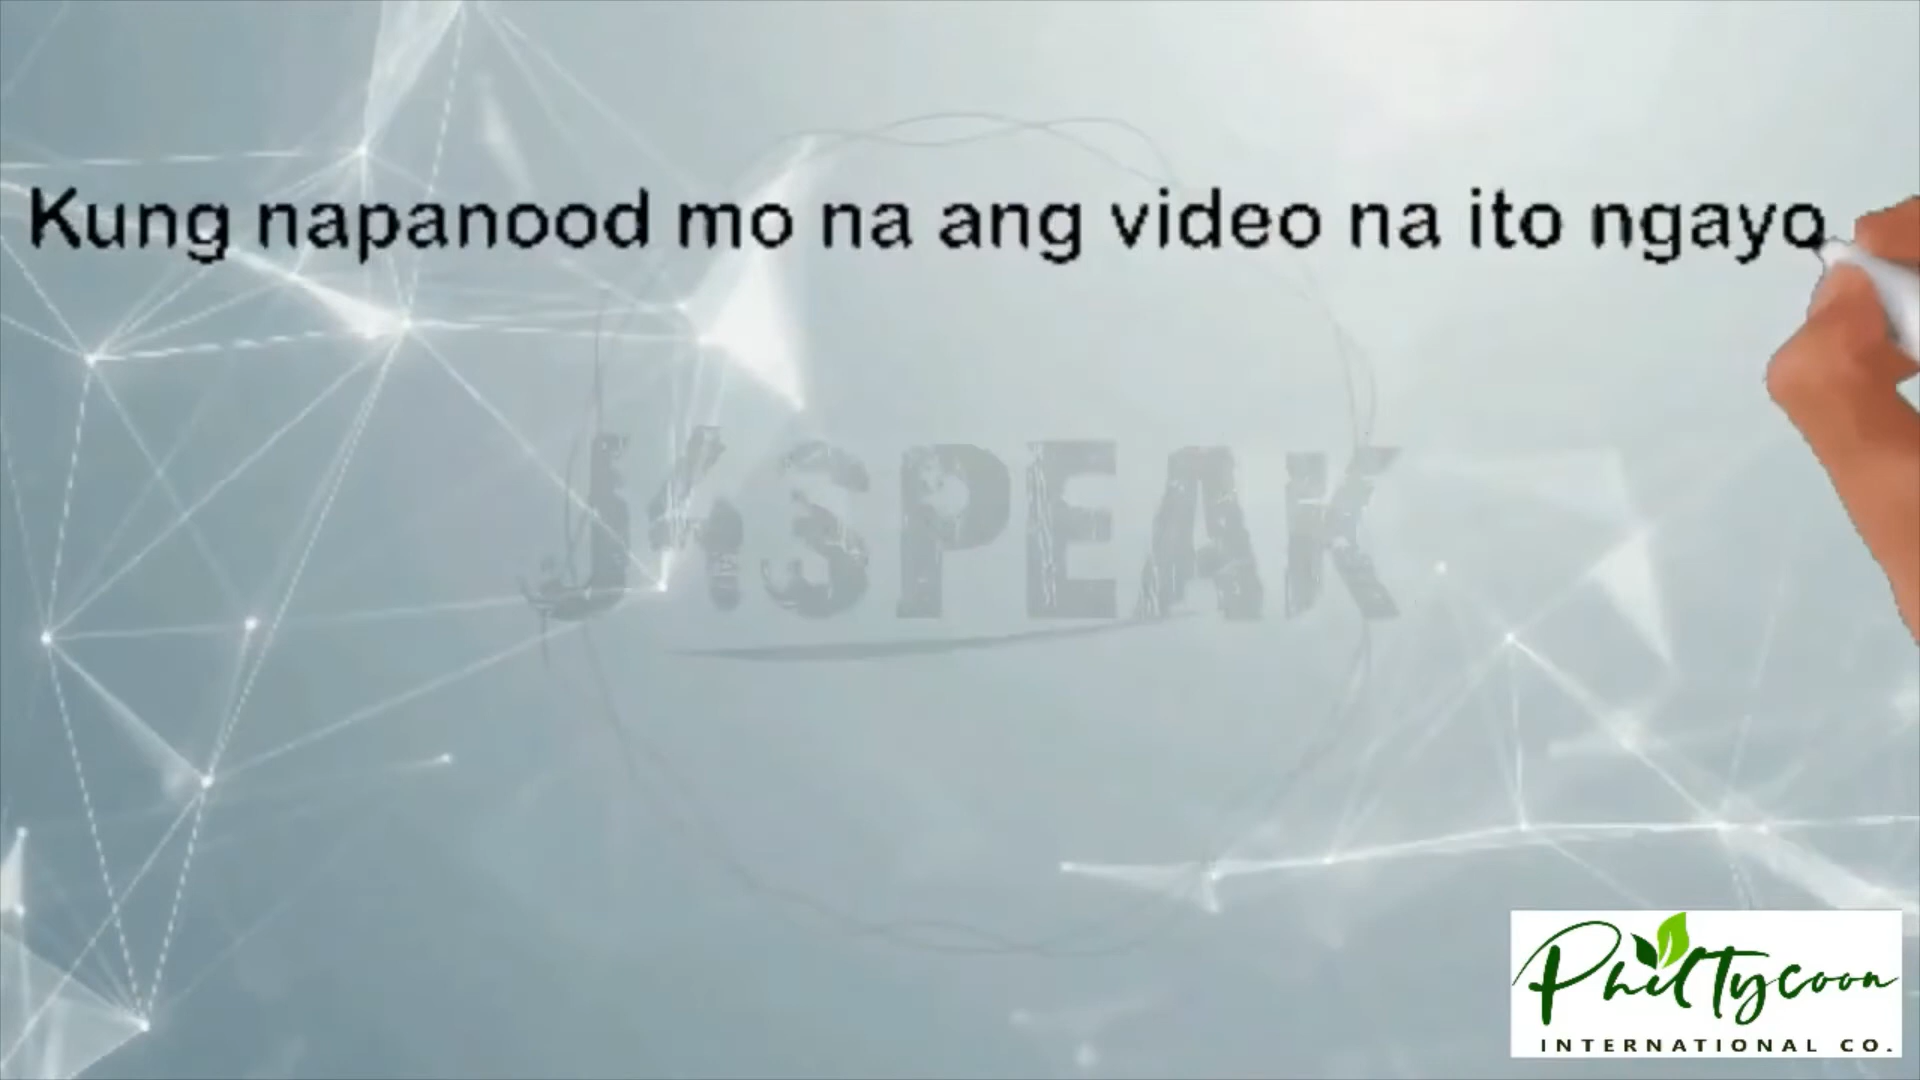 Kung napanood mo na ang video na ito ngayo
J4SPEAK
PhilTycoon
INTERNATIONAL CO.